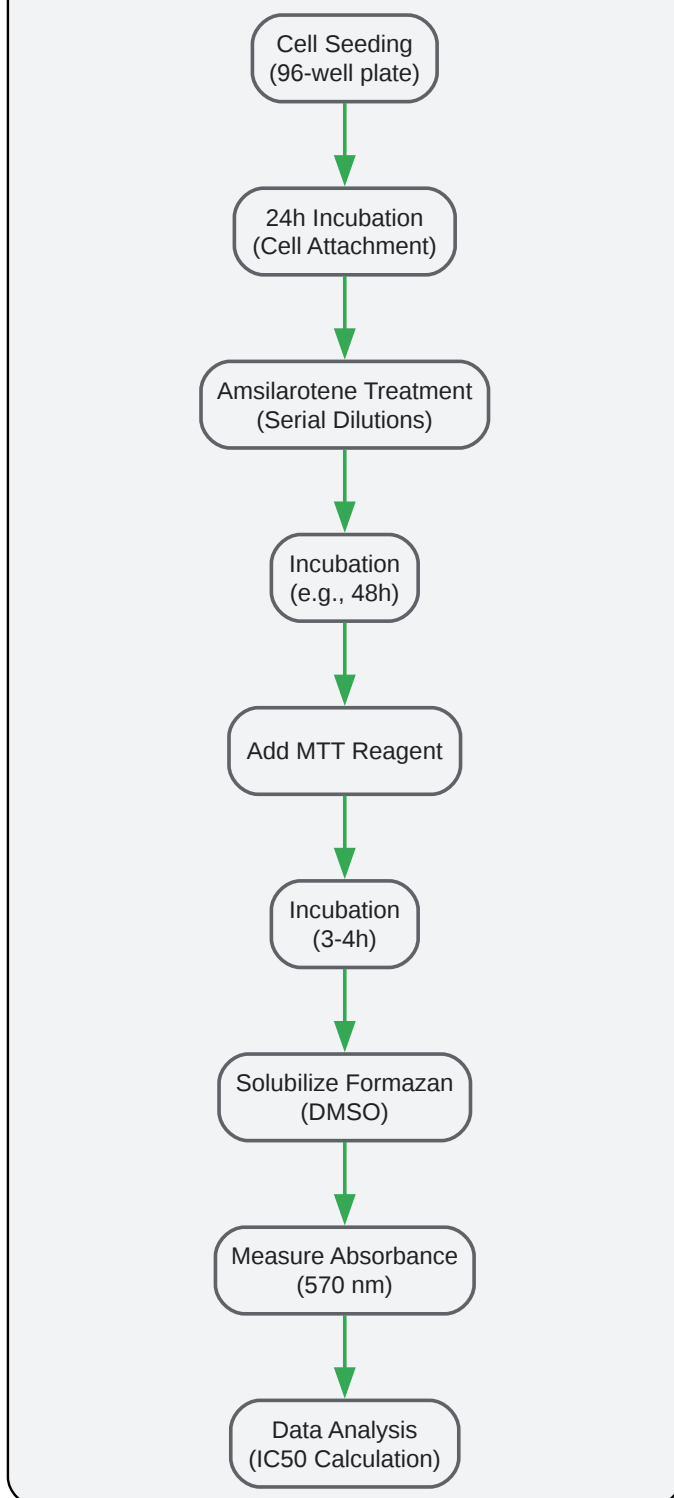 Cell Seeding
(96-well plate)
24h Incubation
(Cell Attachment)
Amsilarotene Treatment
(Serial Dilutions)
Incubation
(e.g., 48h)
Add MTT Reagent
Incubation
(3-4h)
Solubilize Formazan
(DMSO)
Measure Absorbance
(570 nm)
Data Analysis
(IC50 Calculation)